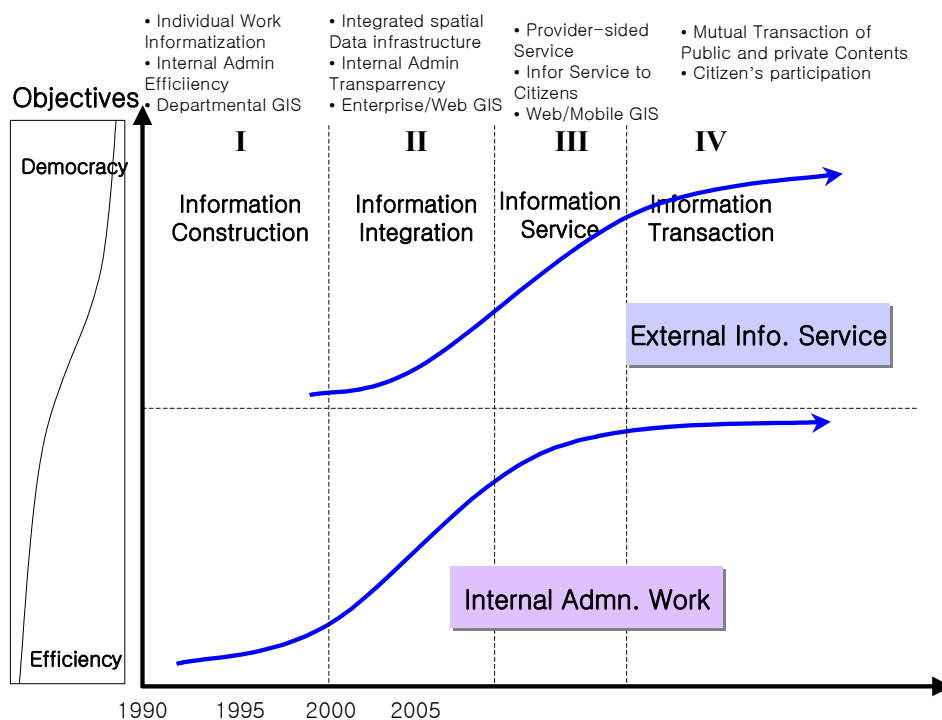 • Individual Work
Informatization
• Internal Admin
Efficiiency
• Departmental GIS
• Integrated spatial
Data infrastructure
• Internal Admin
Transparrency
• Enterprise/Web GIS
• Provider-sided
Service
• Infor Service to
Citizens
• Web/Mobile GIS
• Mutual Transaction of
Public and private Contents
• Citizen's participation
Objectives
I
II
III
IV
Democracy
Information
Construction
Information
Integration
Information
Service
Information
Transaction
External Info. Service
Internal Admn. Work
Efficiency
1990 1995 2000 2005